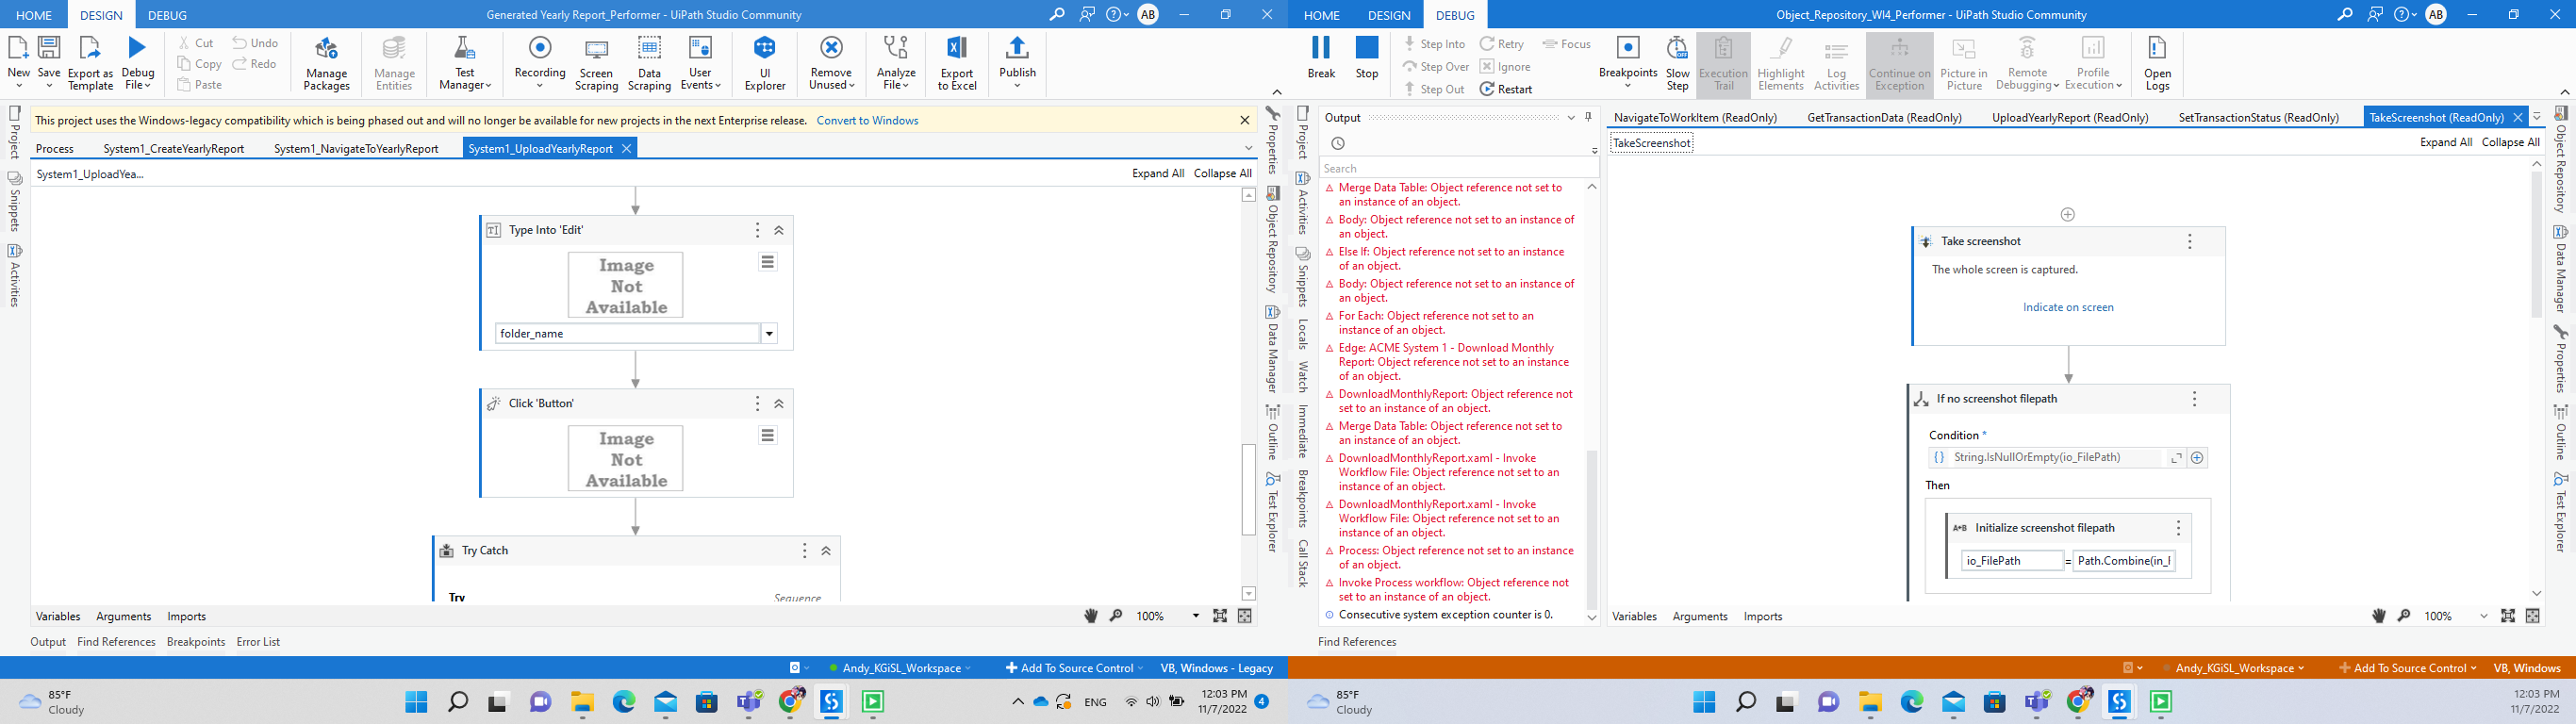 HOME DESIGN DEBUG
Generated Yearly Report_Performer - UiPath Studio Community
AB
New Save Export as Template Debug File
Cut Copy Paste Undo Redo
Manage Packages
Manage Entities
Test Manager
Recording Screen Scraping Data Scraping User Events
UI Explorer
Remove Unused
Analyze File
Export to Excel
Publish
This project uses the Windows-legacy compatibility which is being phased out and will no longer be available for new projects in the next Enterprise release. Convert to Windows
Process System1_CreateYearlyReport System1_NavigateToYearlyReport System1_UploadYearlyReport
System1_UploadYea...
Expand All Collapse All
Project
Snippets
Activities
Type Into 'Edit'
Image
Not
Available
folder_name
Click 'Button'
Image
Not
Available
Try Catch
Try
Sequence
Properties
Object Repository
Data Manager
Outline
Test Explorer
Variables Arguments Imports
100%
Output Find References Breakpoints Error List
Andy_KGiSL_Workspace Add To Source Control VB, Windows - Legacy
85°F
Cloudy
ENG
12:03 PM
11/7/2022
4
HOME DESIGN DEBUG
Object_Repository_WI4_Performer - UiPath Studio Community
AB
Break Stop
Step Into Step Over Step Out
Retry Ignore Restart
Focus
Breakpoints
Slow Step
Execution Trail
Highlight Elements
Log Activities
Continue on Exception
Picture in Picture
Remote Debugging
Profile Execution
Open Logs
Project
Activities
Snippets
Locals
Watch
Immediate
Breakpoints
Call Stack
Output
Search
Merge Data Table: Object reference not set to
an instance of an object.
Body: Object reference not set to an instance of
an object.
Else If: Object reference not set to an instance
of an object.
Body: Object reference not set to an instance of
an object.
For Each: Object reference not set to an
instance of an object.
Edge: ACME System 1 - Download Monthly
Report: Object reference not set to an instance
of an object.
DownloadMonthlyReport: Object reference not
set to an instance of an object.
Merge Data Table: Object reference not set to
an instance of an object.
DownloadMonthlyReport.xaml - Invoke
Workflow File: Object reference not set to an
instance of an object.
DownloadMonthlyReport.xaml - Invoke
Workflow File: Object reference not set to an
instance of an object.
Process: Object reference not set to an instance
of an object.
Invoke Process workflow: Object reference not
set to an instance of an object.
Consecutive system exception counter is 0.
Find References
NavigateToWorkItem (ReadOnly) GetTransactionData (ReadOnly) UploadYearlyReport (ReadOnly) SetTransactionStatus (ReadOnly) TakeScreenshot (ReadOnly)
TakeScreenshot
Expand All Collapse All
Take screenshot
The whole screen is captured.
Indicate on screen
If no screenshot filepath
Condition *
String.IsNullOrEmpty(io_FilePath)
Then
A+B Initialize screenshot filepath
io_FilePath = Path.Combine(in_F
Object Repository
Data Manager
Properties
Outline
Test Explorer
Variables Arguments Imports
100%
Andy_KGiSL_Workspace Add To Source Control VB, Windows
85°F
Cloudy
12:03 PM
11/7/2022